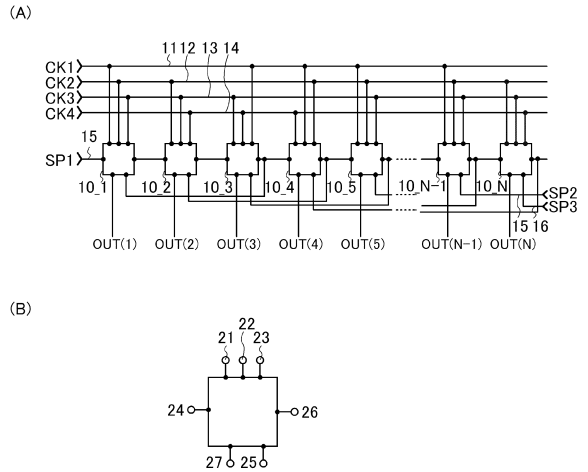 (A)
11 12 13 14
CK1
CK2
CK3
CK4
15
SP1
10_1 10_2 10_3 10_4 10_5 10_N-1 10_N
SP2
SP3
15 16
OUT(1) OUT(2) OUT(3) OUT(4) OUT(5) OUT(N-1) OUT(N)
(B)
21 22 23
24 26
27 25